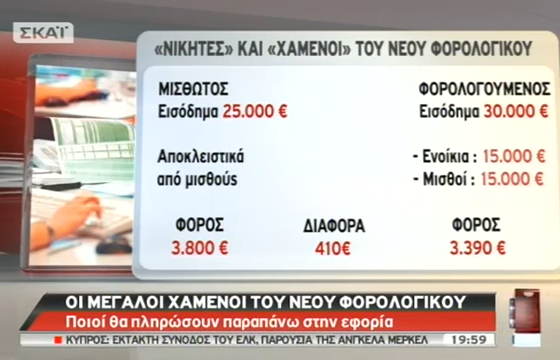 ΣΚΑΪ
«ΝΙΚΗΤΕΣ» ΚΑΙ «ΧΑΜΕΝΟΙ» ΤΟΥ ΝΕΟΥ ΦΟΡΟΛΟΓΙΚΟΥ
ΜΙΣΘΩΤΟΣ
Εισόδημα 25.000 €
Αποκλειστικά
από μισθούς
ΦΟΡΟΛΟΓΟΥΜΕΝΟΣ
Εισόδημα 30.000 €
- Ενοίκια : 15.000 €
- Μισθοί : 15.000 €
ΦΟΡΟΣ
3.800 €
ΔΙΑΦΟΡΑ
410€
ΦΟΡΟΣ
3.390 €
ΟΙ ΜΕΓΑΛΟΙ ΧΑΜΕΝΟΙ ΤΟΥ ΝΕΟΥ ΦΟΡΟΛΟΓΙΚΟΥ
Ποιοί θα πληρώσουν παραπάνω στην εφορία
ΚΥΠΡΟΣ: ΕΚΤΑΚΤΗ ΣΥΝΟΔΟΣ ΤΟΥ ΕΛΚ, ΠΑΡΟΥΣΙΑ ΤΗΣ ΑΝΓΚΕΛΑ ΜΕΡΚΕΛ
19:59